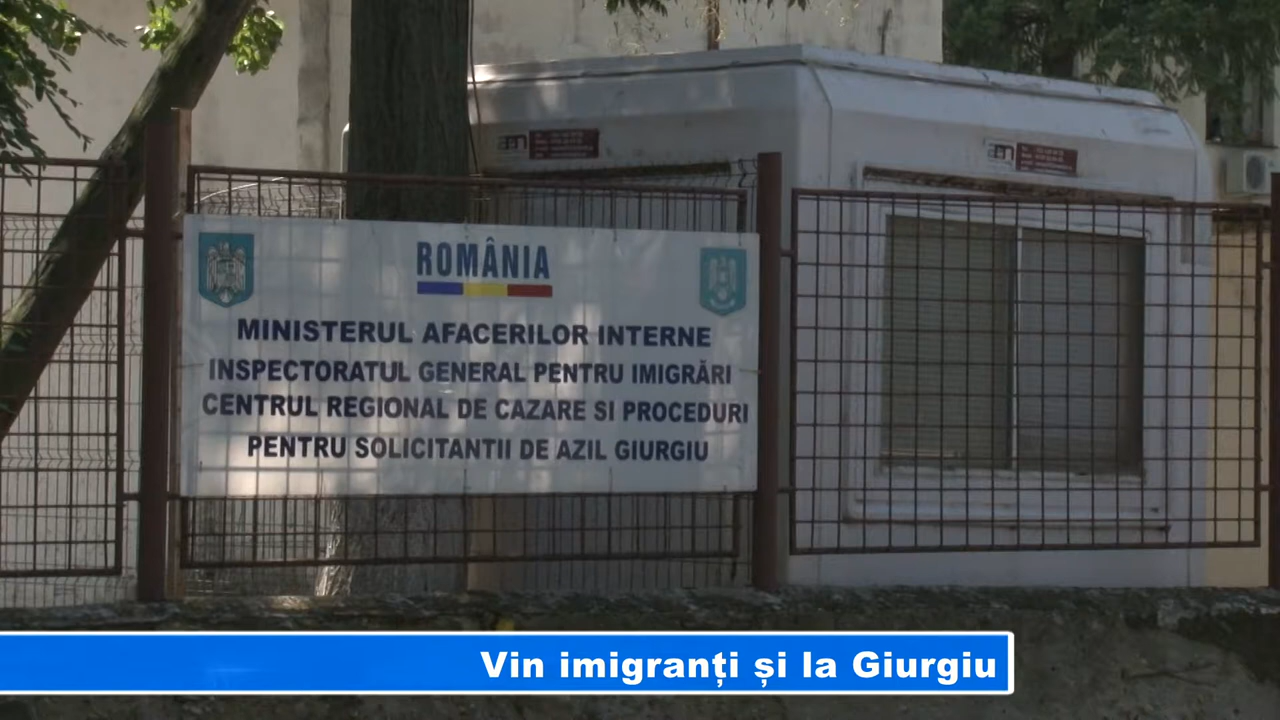 ROMÂNIA
MINISTERUL AFACERILOR INTERNE
INSPECTORATUL GENERAL PENTRU IMIGRĂRI
CENTRUL REGIONAL DE CAZARE SI PROCEDURI
PENTRU SOLICITANTII DE AZIL GIURGIU
Vin imigranți și la Giurgiu